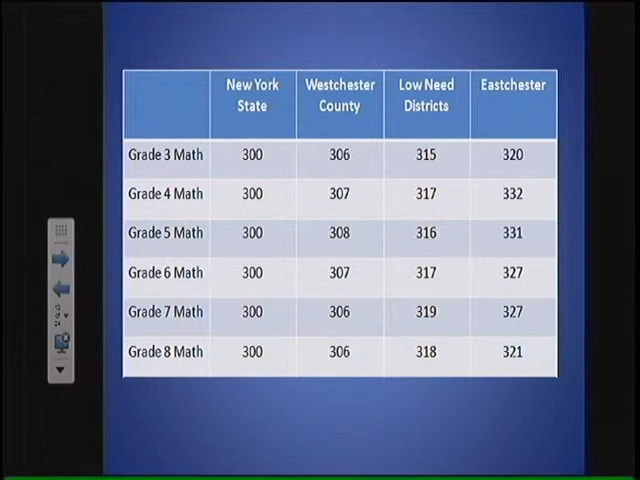 New York State Westchester County Low Need Districts Eastchester
Grade 3 Math 300 306 315 320
Grade 4 Math 300 307 317 332
Grade 5 Math 300 308 316 331
Grade 6 Math 300 307 317 327
Grade 7 Math 300 306 319 327
Grade 8 Math 300 306 318 321